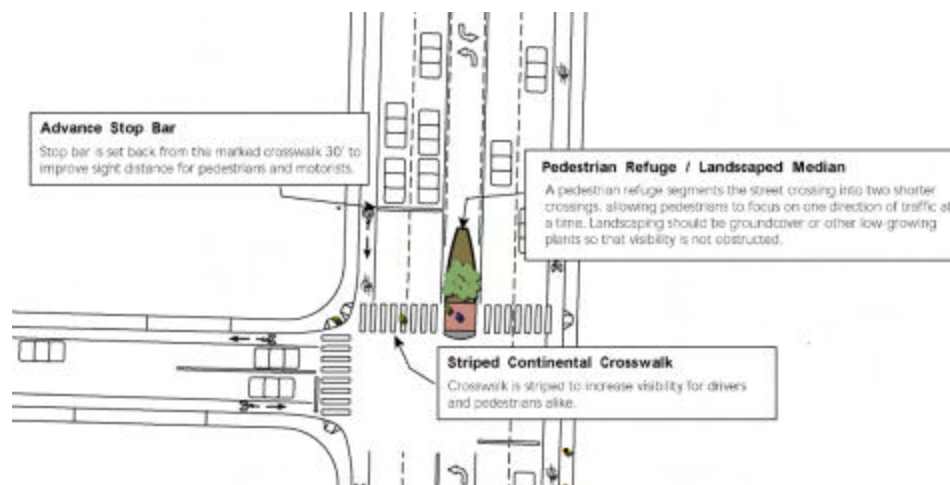 Advance Stop Bar
Stop bar is set back from the marked crosswalk 30' to
improve sight distance for pedestrians and motorists.
Pedestrian Refuge / Landscaped Median
A pedestrian refuge segments the street crossing into two shorter
crossings, allowing pedestrians to focus on one direction of traffic at
a time. Landscaping should be groundcover or other low-growing
plants so that visibility is not obstructed.
Striped Continental Crosswalk
Crosswalk is striped to increase visibility for drivers
and pedestrians alike.